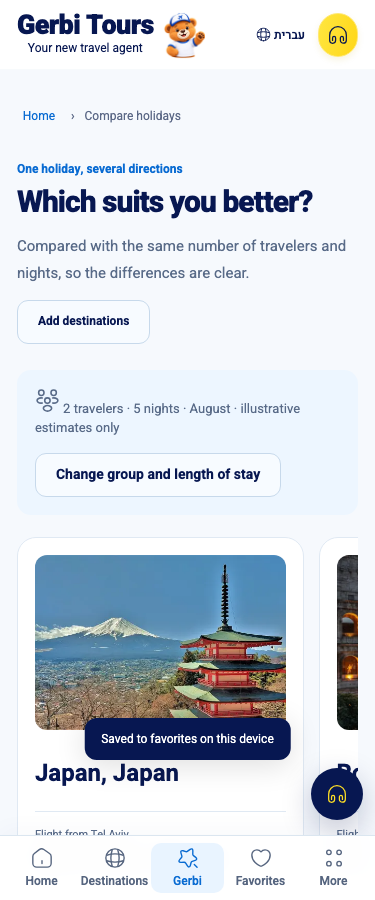 Gerbi Tours
Your new travel agent
עברית
Home › Compare holidays
One holiday, several directions
Which suits you better?
Compared with the same number of travelers and
nights, so the differences are clear.
Add destinations
2 travelers · 5 nights · August · illustrative
estimates only
Change group and length of stay
Saved to favorites on this device
Japan, Japan
Flight from Tel Aviv
Home
Destinations
Gerbi
Favorites
More